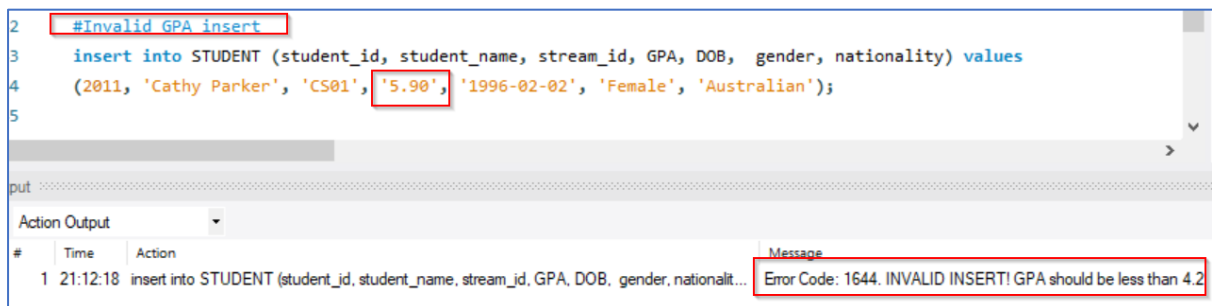 2 #Invalid GPA insert
3 insert into STUDENT (student_id, student_name, stream_id, GPA, DOB,  gender, nationality) values
4 (2011, 'Cathy Parker', 'CS01', '5.90', '1996-02-02', 'Female', 'Australian');
5
put
Action Output
# Time Action Message
1 21:12:18 insert into STUDENT (student_id, student_name, stream_id, GPA, DOB,  gender, nationalit... Error Code: 1644. INVALID INSERT! GPA should be less than 4.2